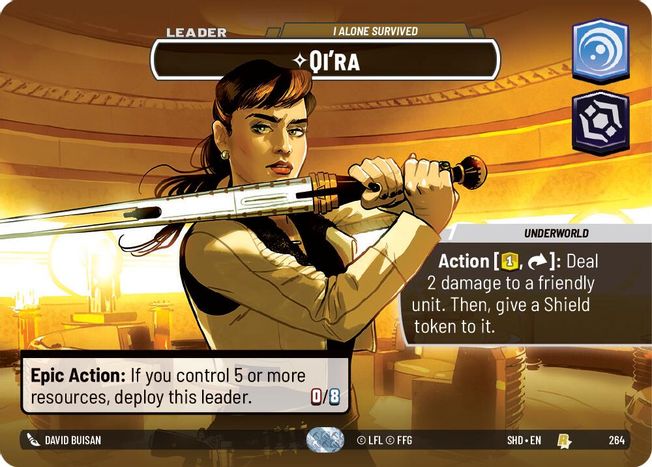 LEADER
I ALONE SURVIVED
✧QI'RA
UNDERWORLD
Action [1, ]: Deal
2 damage to a friendly
unit. Then, give a Shield
token to it.
Epic Action: If you control 5 or more
resources, deploy this leader.
0/8
DAVID BUISAN
© LFL © FFG
SHD • EN
R
264